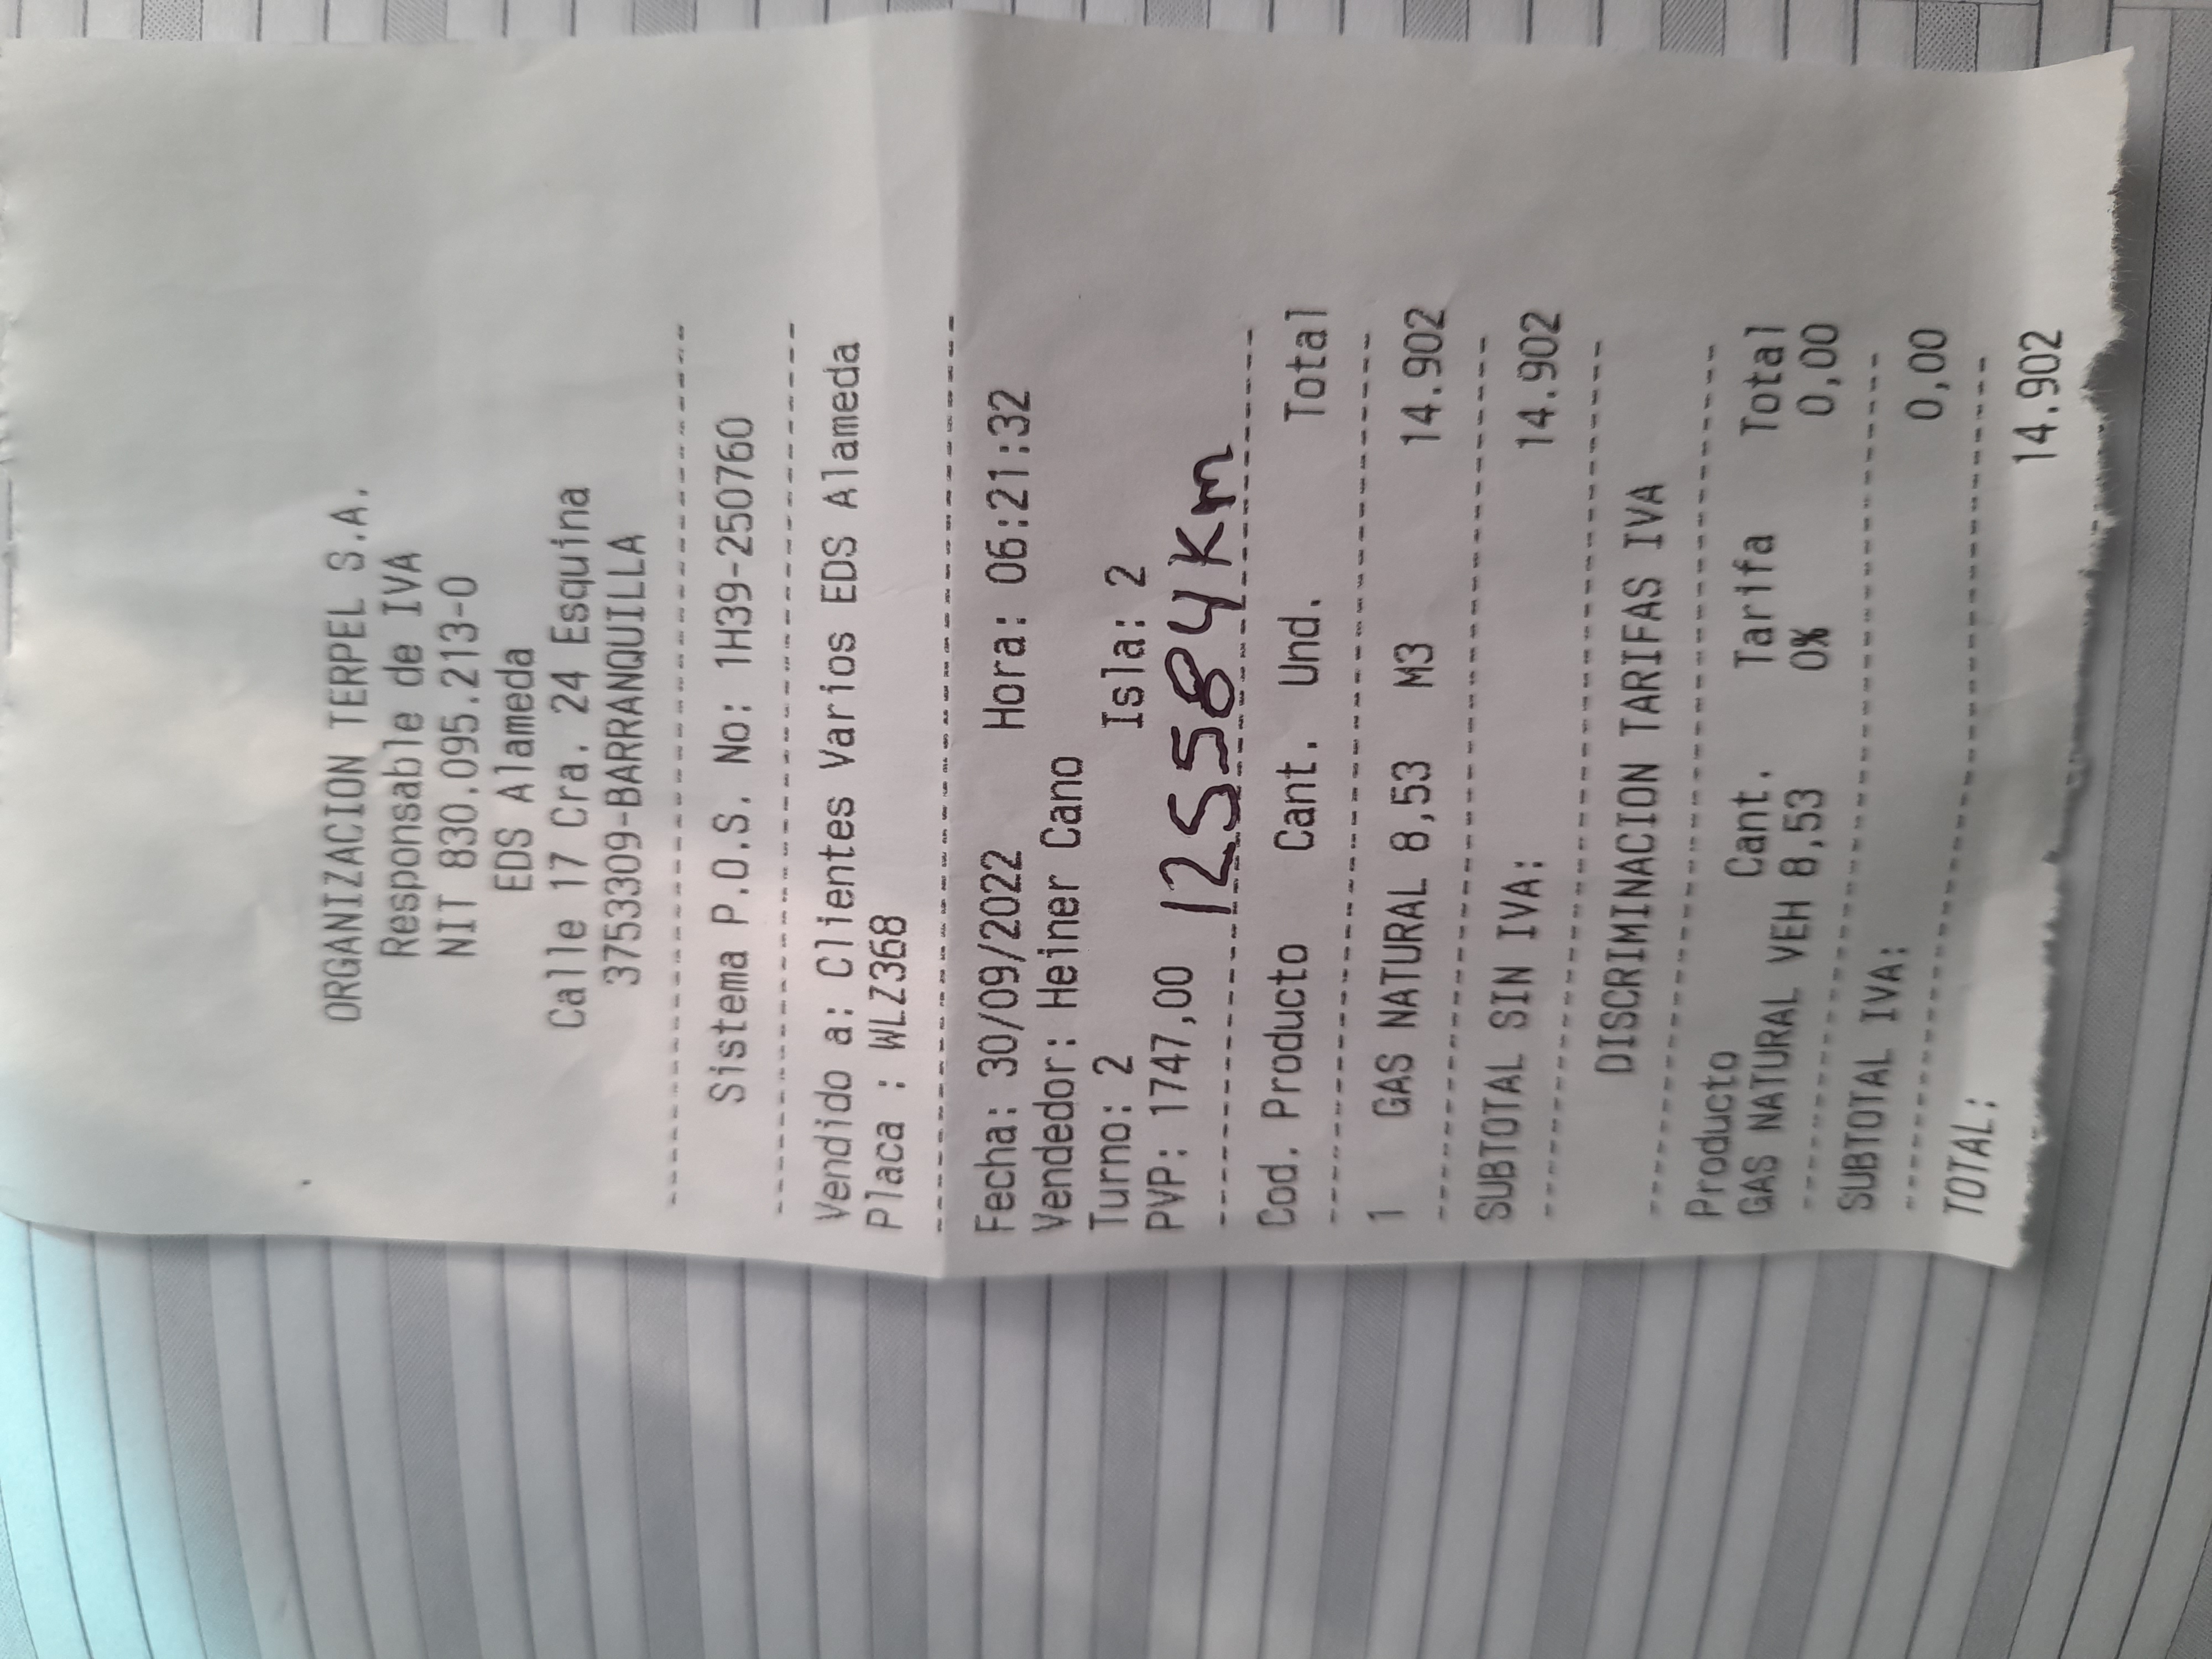 ORGANIZACION TERPEL S.A.
Responsable de IVA
NIT 830.095.213-0
EDS Alameda
Calle 17 Cra. 24 Esquina
3753309-BARRANQUILLA
Sistema P.O.S. No: 1H39-250760
Vendido a: Clientes Varios EDS Alameda
Placa : WLZ368
Fecha: 30/09/2022 Hora: 06:21:32
Vendedor: Heiner Cano
Turno: 2 Isla: 2
PVP: 1747,00 125584 Km
Cod. Producto Cant. Und. Total
1 GAS NATURAL 8,53 M3 14.902
SUBTOTAL SIN IVA: 14.902
DISCRIMINACION TARIFAS IVA
Producto Cant. Tarifa Total
GAS NATURAL VEH 8,53 0% 0,00
SUBTOTAL IVA: 0,00
TOTAL: 14.902